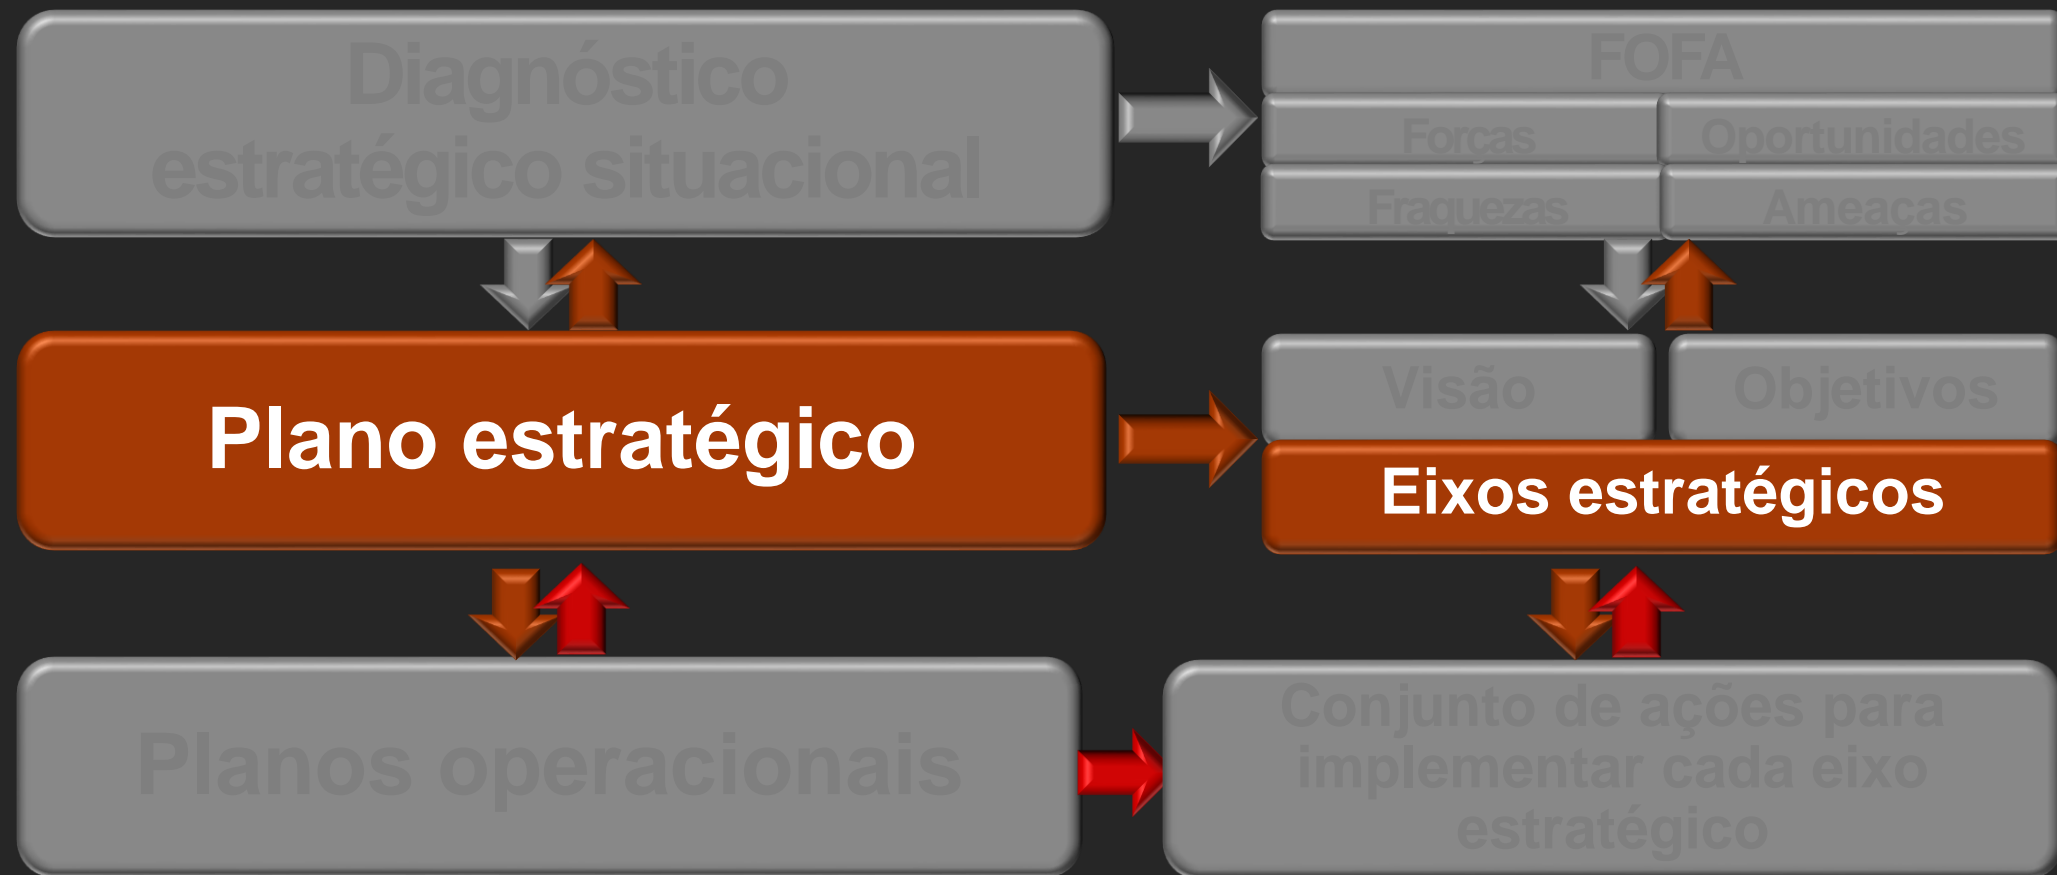 Diagnóstico
estratégico situacional
FOFA
Forças
Oportunidades
Fraquezas
Ameaças
Plano estratégico
Visão
Objetivos
Eixos estratégicos
Planos operacionais
Conjunto de ações para
implementar cada eixo
estratégico